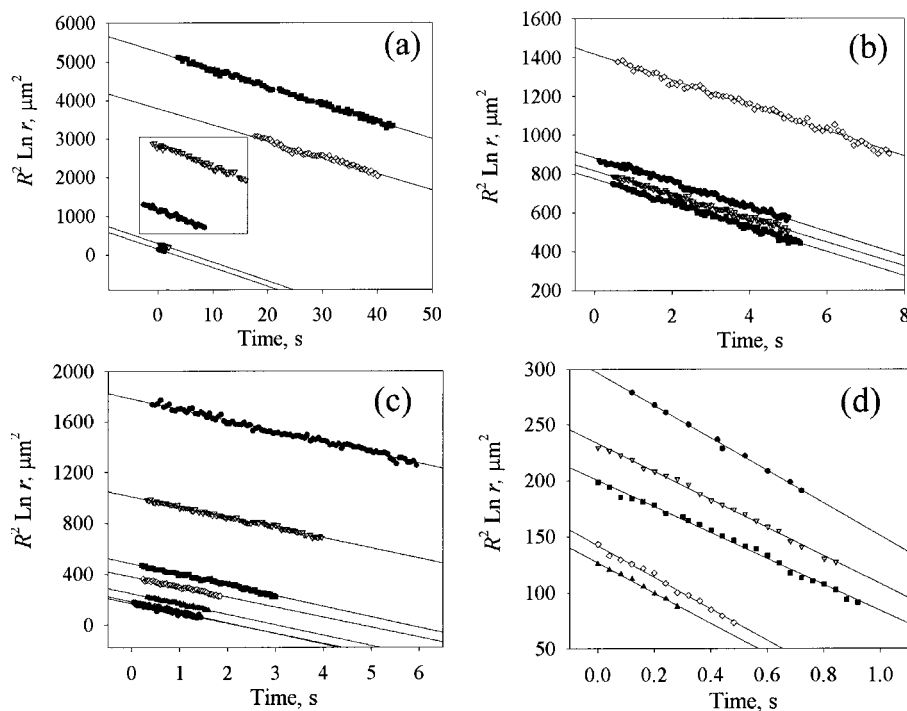 (a)
R² Ln r, μm²
6000
5000
4000
3000
2000
1000
0
0 10 20 30 40 50
Time, s
(b)
R² Ln r, μm²
1600
1400
1200
1000
800
600
400
200
0 2 4 6 8
Time, s
(c)
R² Ln r, μm²
2000
1600
1200
800
400
0
0 1 2 3 4 5 6
Time, s
(d)
R² Ln r, μm²
300
250
200
150
100
50
0.0 0.2 0.4 0.6 0.8 1.0
Time, s